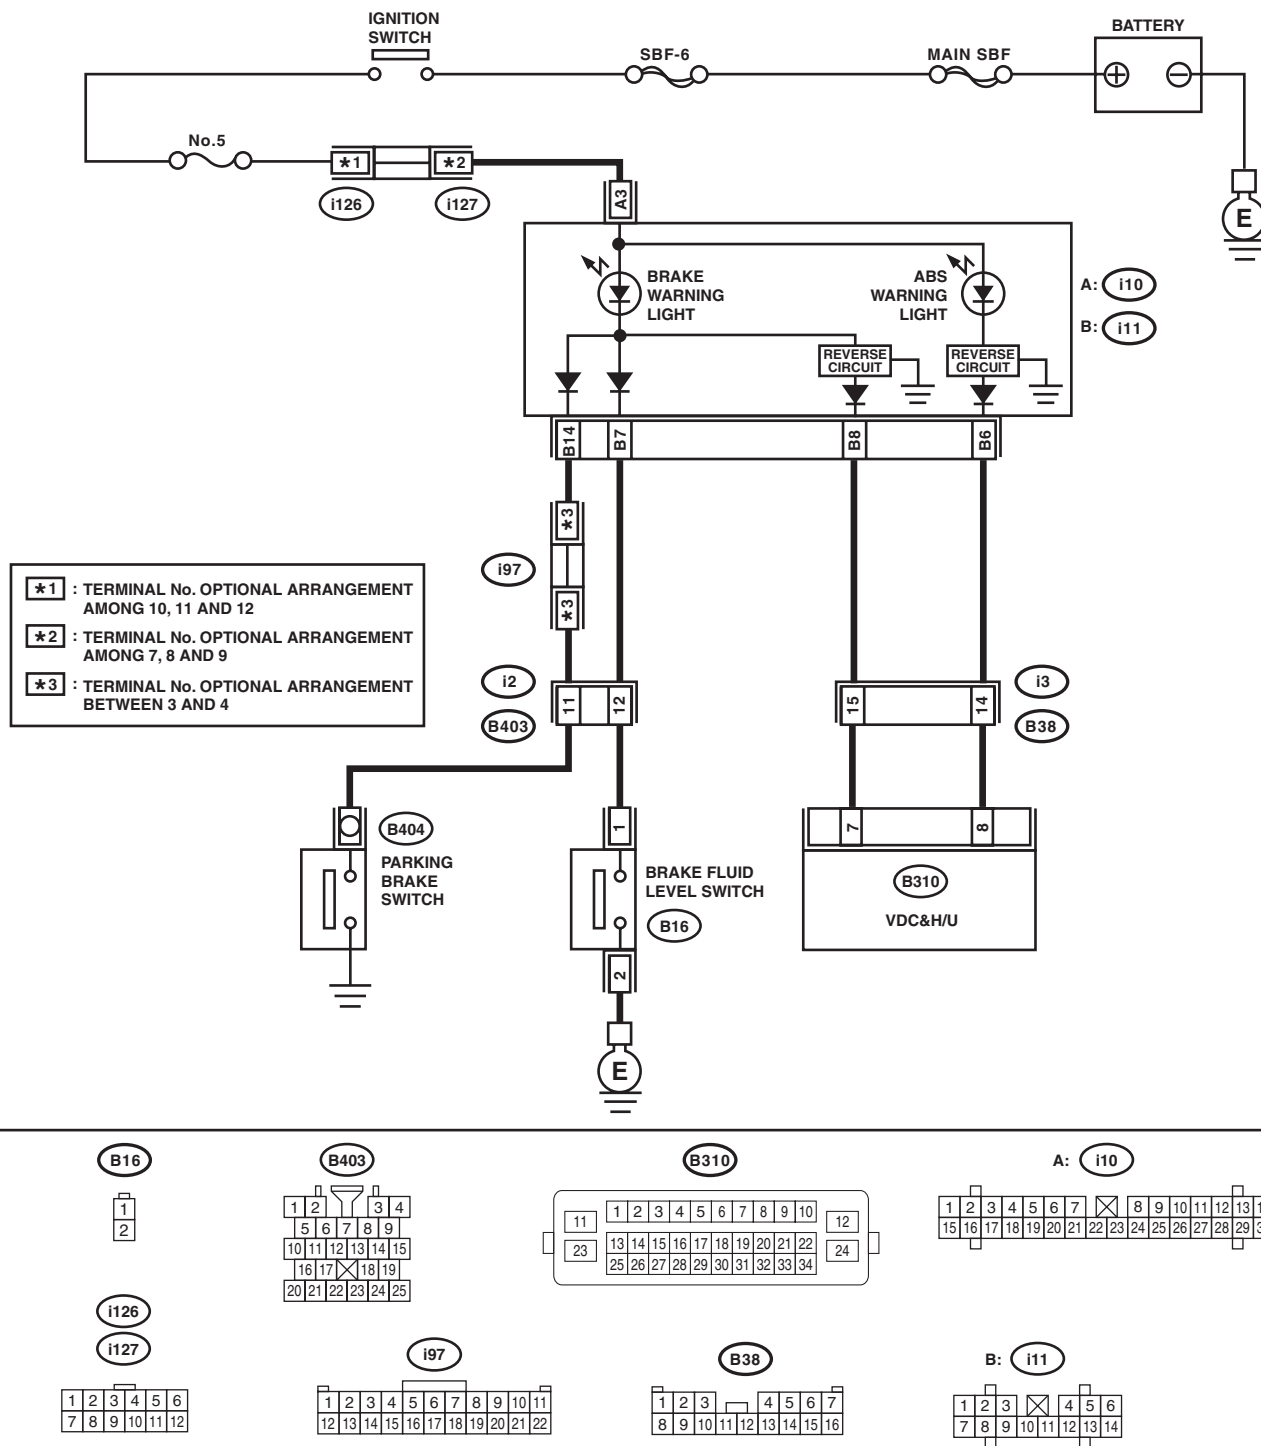 IGNITION
SWITCH
SBF-6
MAIN SBF
BATTERY
No.5
*1
*2
i126
i127
A3
E
BRAKE
WARNING
LIGHT
ABS
WARNING
LIGHT
A: i10
B: i11
REVERSE
CIRCUIT
REVERSE
CIRCUIT
B14
B7
B8
B6
*3
i97
*3
*1 : TERMINAL No. OPTIONAL ARRANGEMENT
AMONG 10, 11 AND 12
*2 : TERMINAL No. OPTIONAL ARRANGEMENT
AMONG 7, 8 AND 9
*3 : TERMINAL No. OPTIONAL ARRANGEMENT
BETWEEN 3 AND 4
i2
B403
11
12
15
14
i3
B38
B404
PARKING
BRAKE
SWITCH
1
BRAKE FLUID
LEVEL SWITCH
B16
2
E
7
8
B310
VDC&H/U
B16
1
2
B403
1 2 3 4
5 6 7 8 9
10 11 12 13 14 15
16 17 18 19
20 21 22 23 24 25
B310
11 1 2 3 4 5 6 7 8 9 10 12
23 13 14 15 16 17 18 19 20 21 22 24
25 26 27 28 29 30 31 32 33 34
A: i10
1 2 3 4 5 6 7 8 9 10 11 12 13
15 16 17 18 19 20 21 22 23 24 25 26 27 28 29
i126
i127
1 2 3 4 5 6
7 8 9 10 11 12
i97
1 2 3 4 5 6 7 8 9 10 11
12 13 14 15 16 17 18 19 20 21 22
B38
1 2 3 4 5 6 7
8 9 10 11 12 13 14 15 16
B: i11
1 2 3 4 5 6
7 8 9 10 11 12 13 14